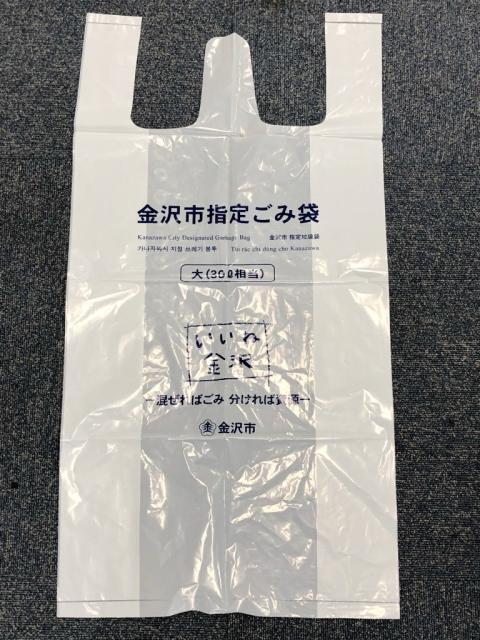 金沢市指定ごみ袋
Kanazawa City Designated Garbage Bag 金沢市 指定垃圾袋
가나자와시 지정 쓰레기 봉투 Túi rác chỉ dùng cho Kanazawa
大(30ℓ相当)
いいね
金沢
ー混ぜればごみ 分ければ資源ー
金 金沢市